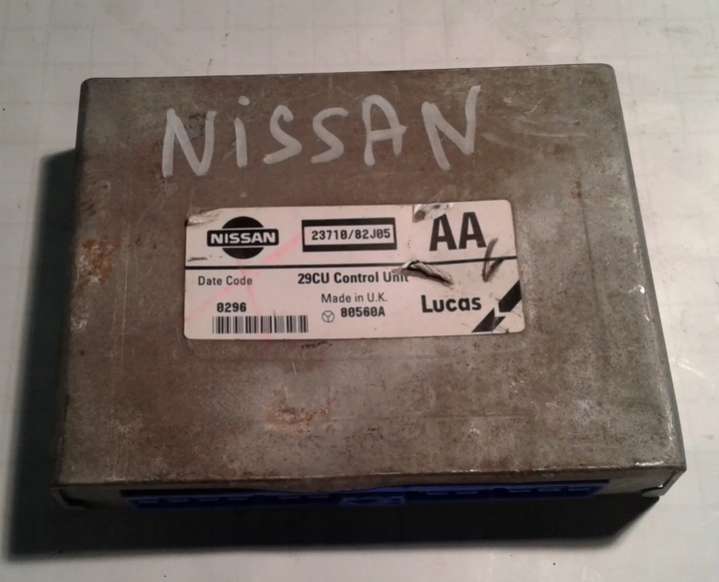 NiSSAN
NISSAN 23710/82J05 AA
Date Code 29CU Control Unit
0296 Made in U.K. Lucas
80560A